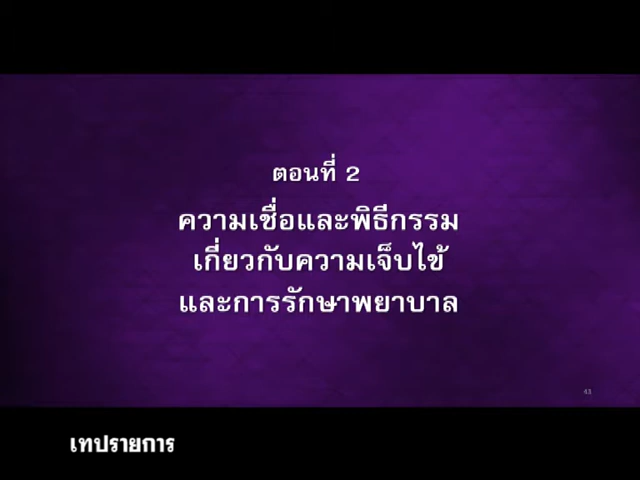 ตอนที่ 2
ความเชื่อและพิธีกรรม
เกี่ยวกับความเจ็บไข้
และการรักษาพยาบาล
เทปรายการ